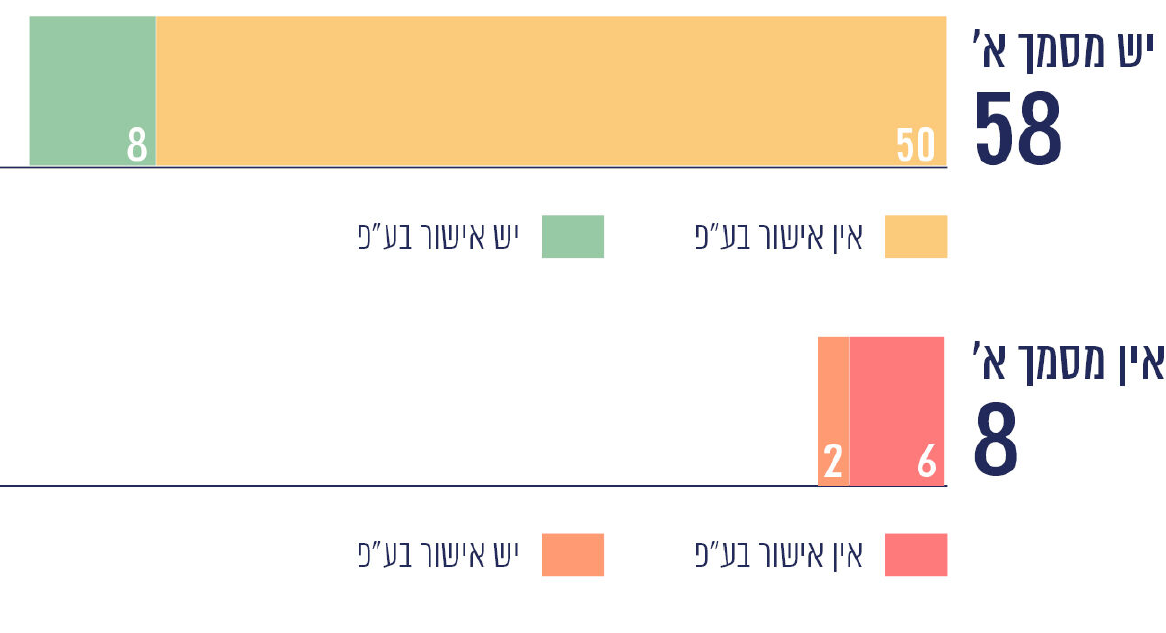 יש מסמך א׳
58
50
8
אין אישור בע״פ
יש אישור בע״פ
אין מסמך א׳
8
6
2
אין אישור בע״פ
יש אישור בע״פ